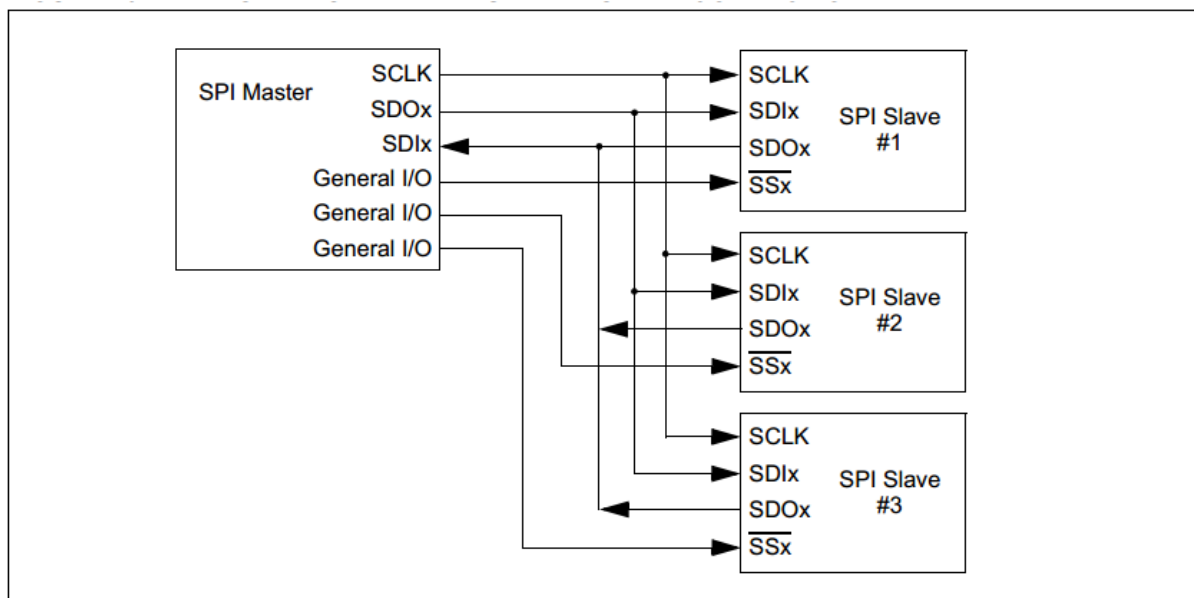 SPI Master
SCLK
SDOx
SDIx
General I/O
General I/O
General I/O
SCLK
SDIx
SDOx
SSx
SPI Slave
#1
SCLK
SDIx
SDOx
SSx
SPI Slave
#2
SCLK
SDIx
SDOx
SSx
SPI Slave
#3